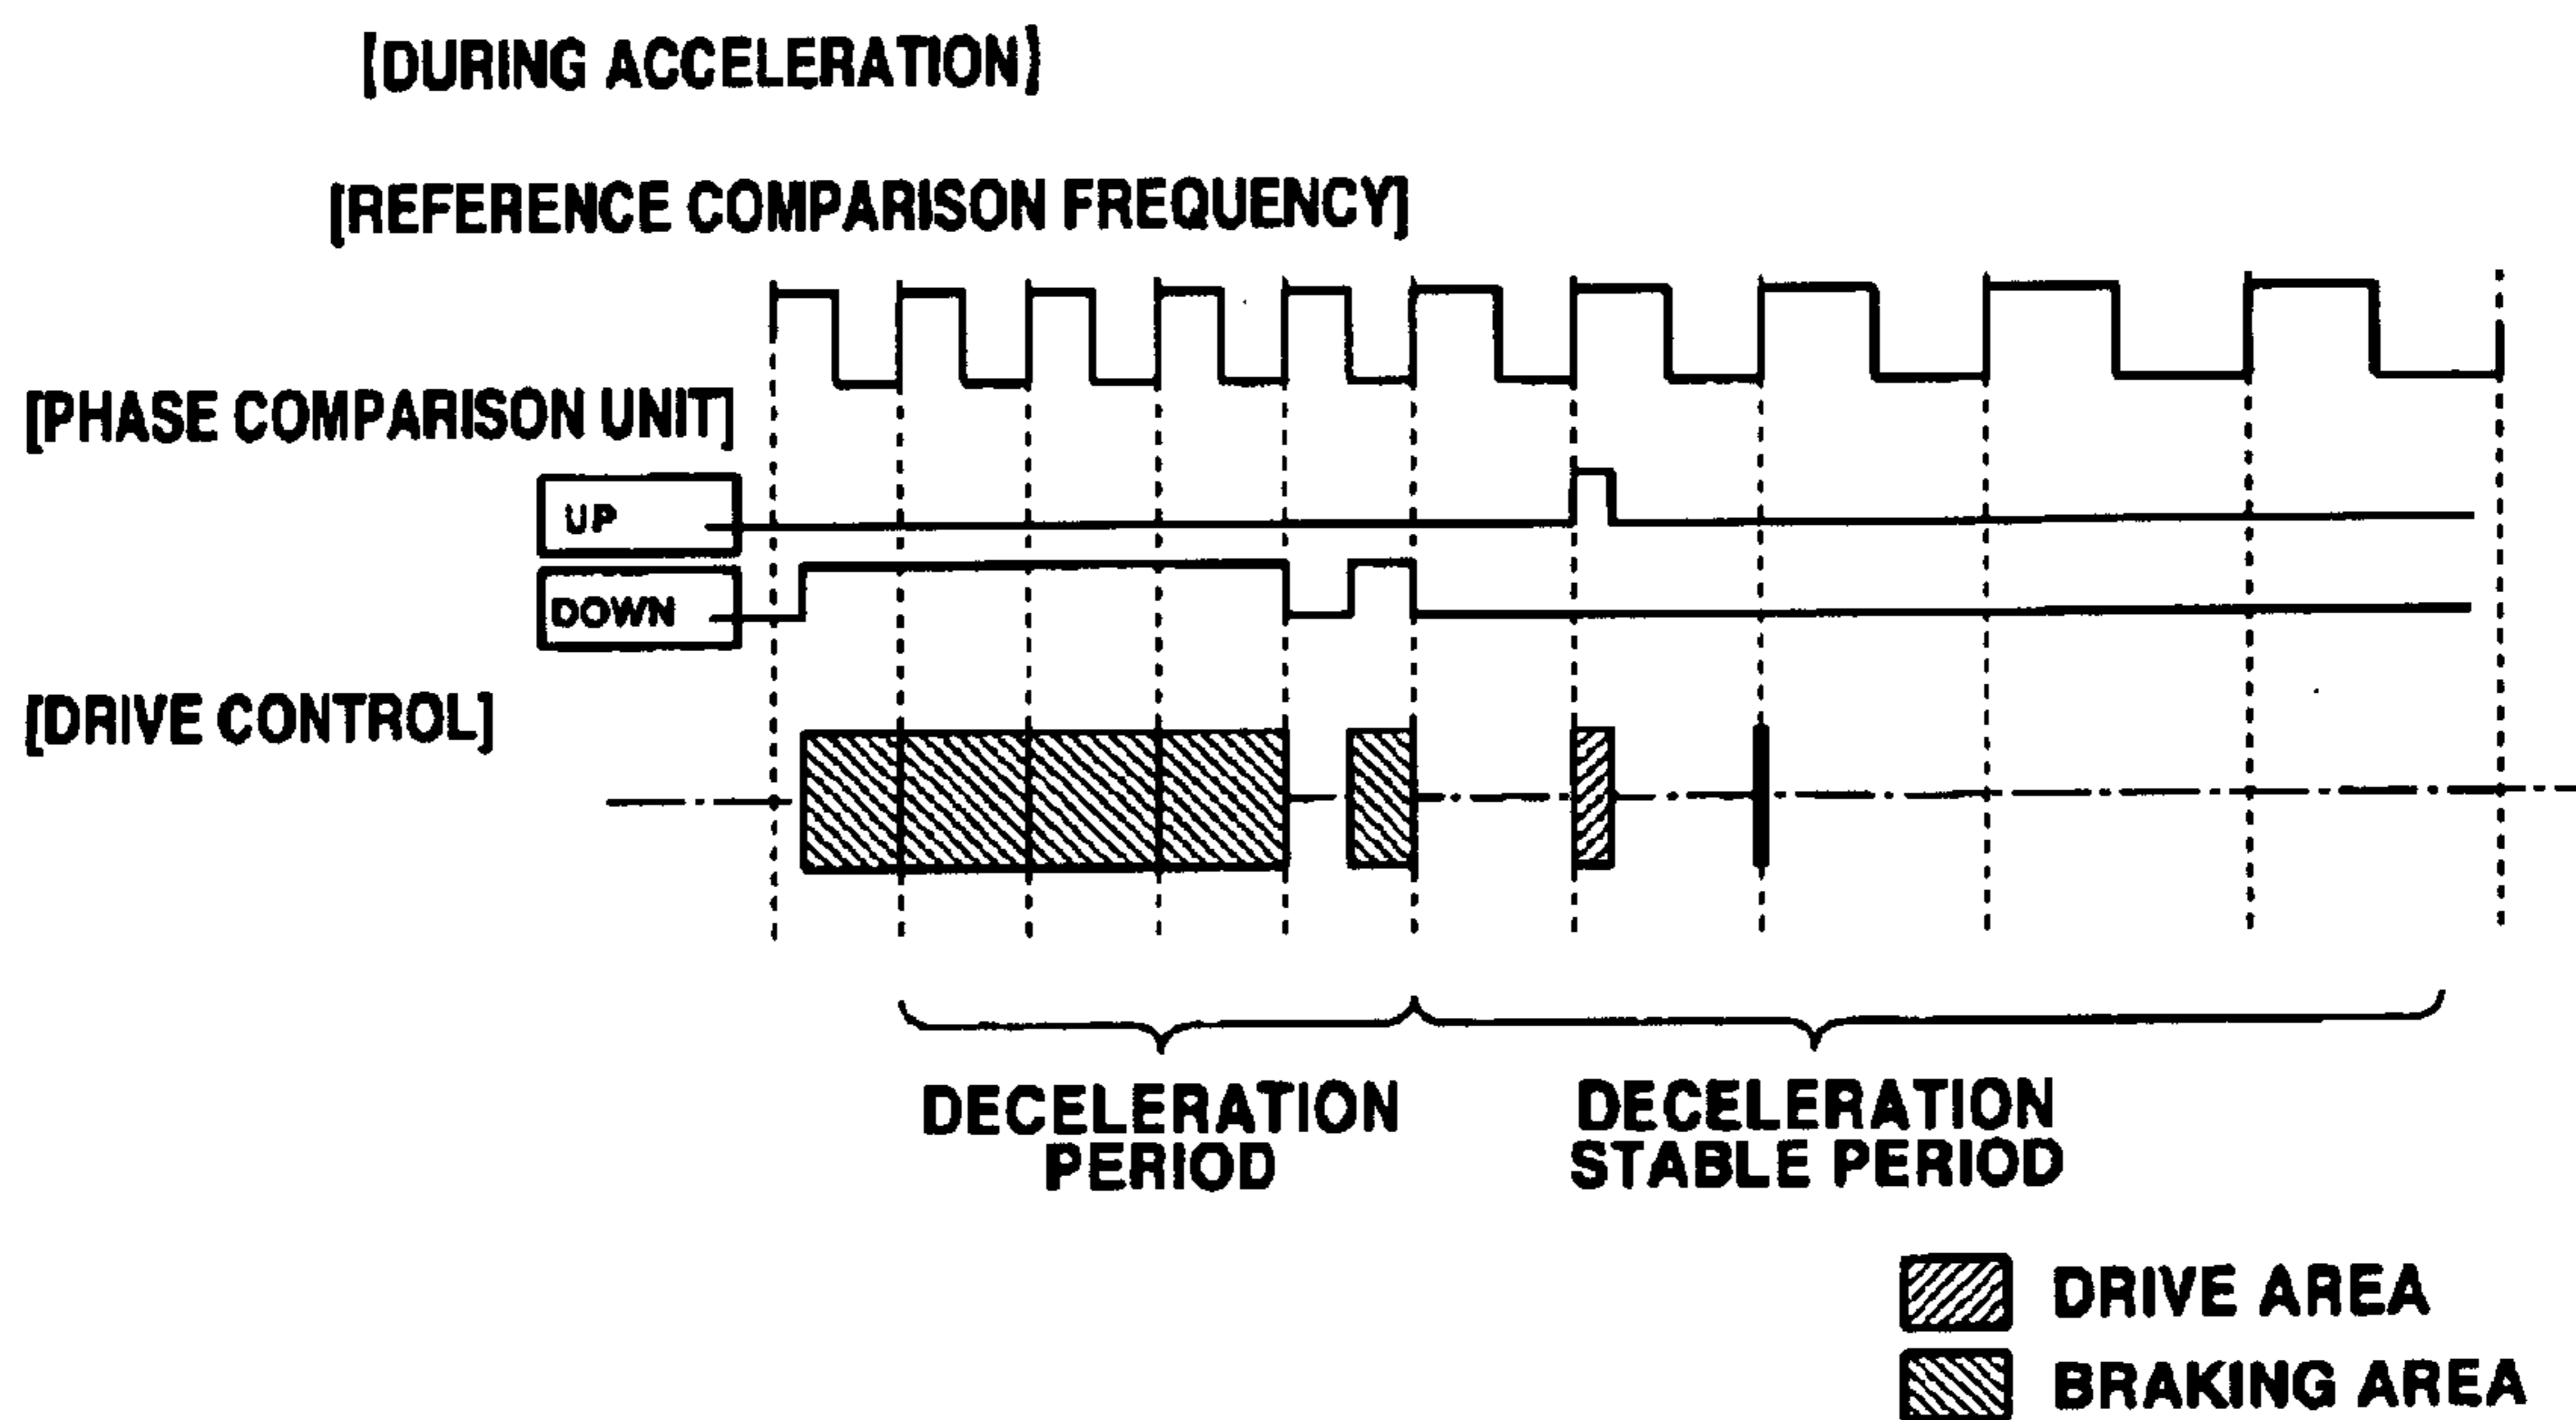 [DURING ACCELERATION]
[REFERENCE COMPARISON FREQUENCY]
[PHASE COMPARISON UNIT]
UP
DOWN
[DRIVE CONTROL]
DECELERATION
PERIOD
DECELERATION
STABLE PERIOD
DRIVE AREA
BRAKING AREA